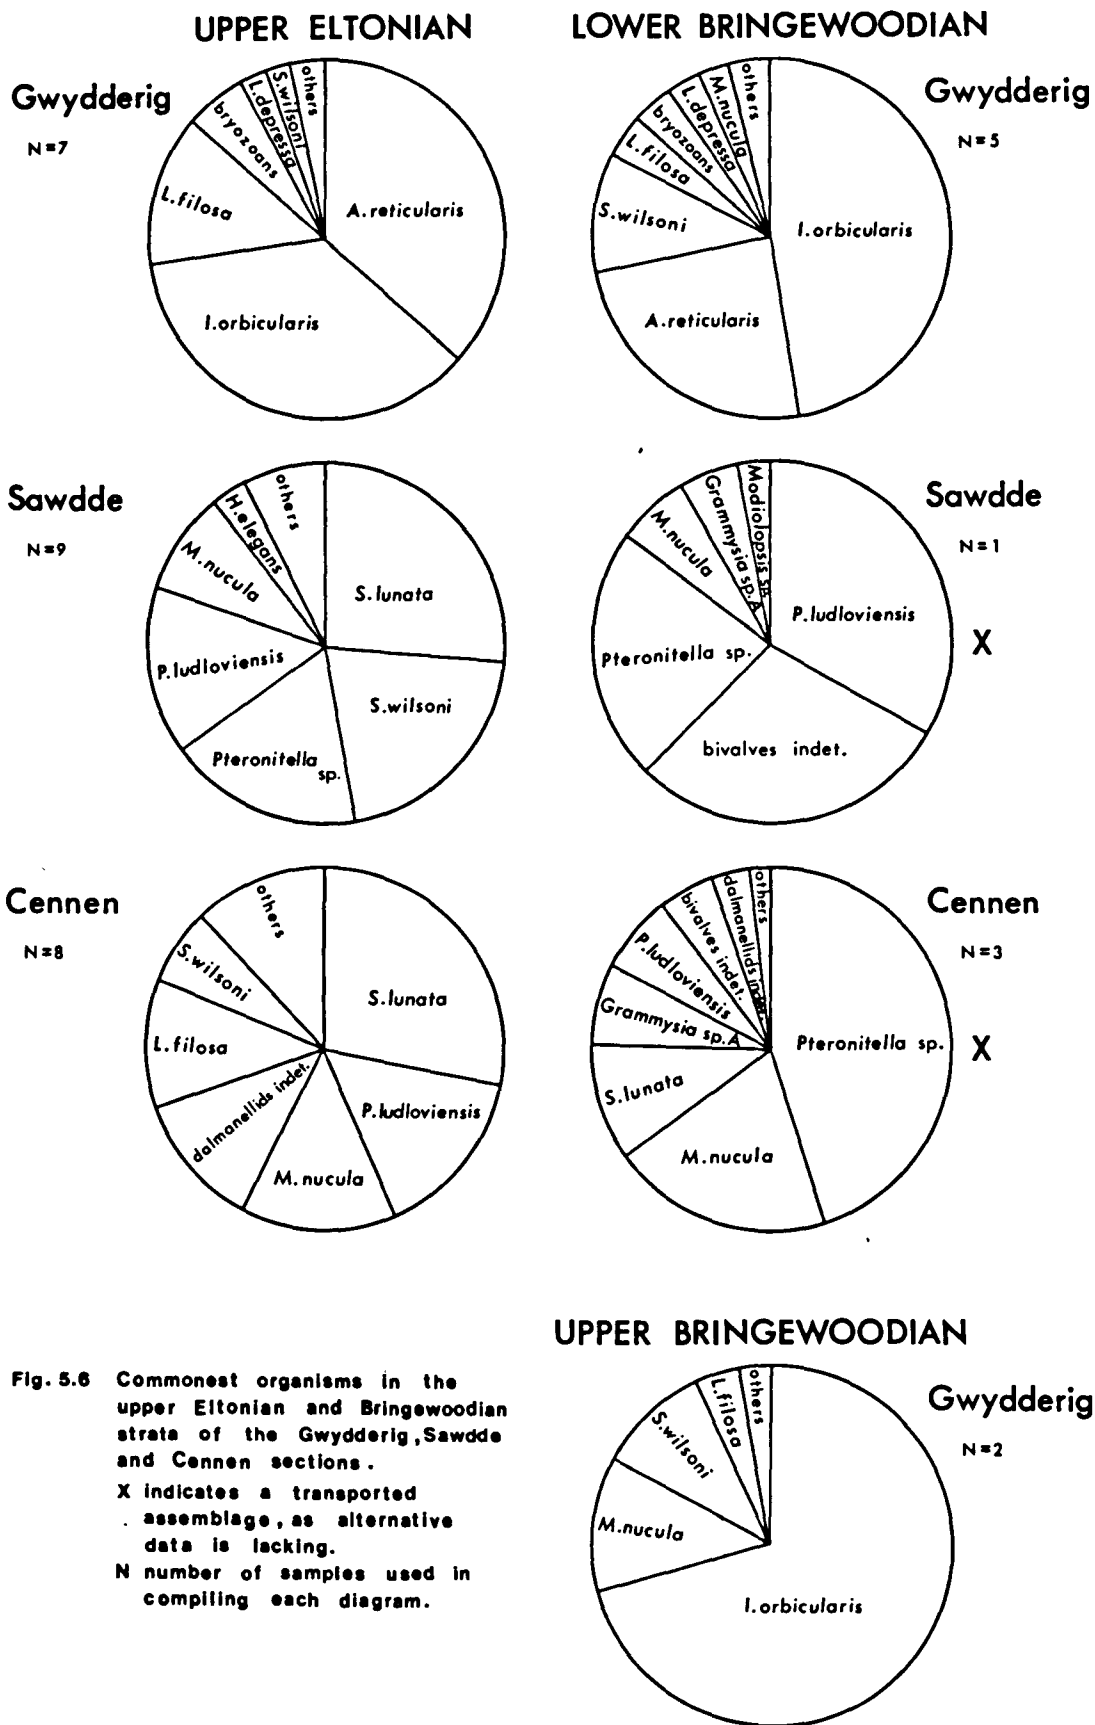 UPPER ELTONIAN
LOWER BRINGEWOODIAN
Gwydderig
N=7
A.reticularis
I.orbicularis
L.filosa
bryozoans
L.depressa
S.wilsoni
others
Gwydderig
N=5
I.orbicularis
A.reticularis
S.wilsoni
L.filosa
bryozoans
L.depressa
M.nucula
others
Sawdde
N=9
S.lunata
S.wilsoni
Pteronitella sp.
P.ludloviensis
M.nucula
H.elegans
others
Sawdde
N=1
X
P.ludloviensis
bivalves indet.
Pteronitella sp.
M.nucula
Grammysia sp.A
Modiolopsis sp.
Cennen
N=8
S.lunata
P.ludloviensis
M.nucula
dalmanellids indet.
L.filosa
S.wilsoni
others
Cennen
N=3
X
Pteronitella sp.
M.nucula
S.lunata
Grammysia sp.A
P.ludloviensis
bivalves indet.
dalmanellids indet.
others
UPPER BRINGEWOODIAN
Gwydderig
N=2
I.orbicularis
M.nucula
S.wilsoni
L.filosa
others
Fig. 5.6 Commonest organisms in the
upper Eltonian and Bringewoodian
strata of the Gwydderig, Sawdde
and Cennen sections.
X indicates a transported
assemblage, as alternative
data is lacking.
N number of samples used in
compiling each diagram.